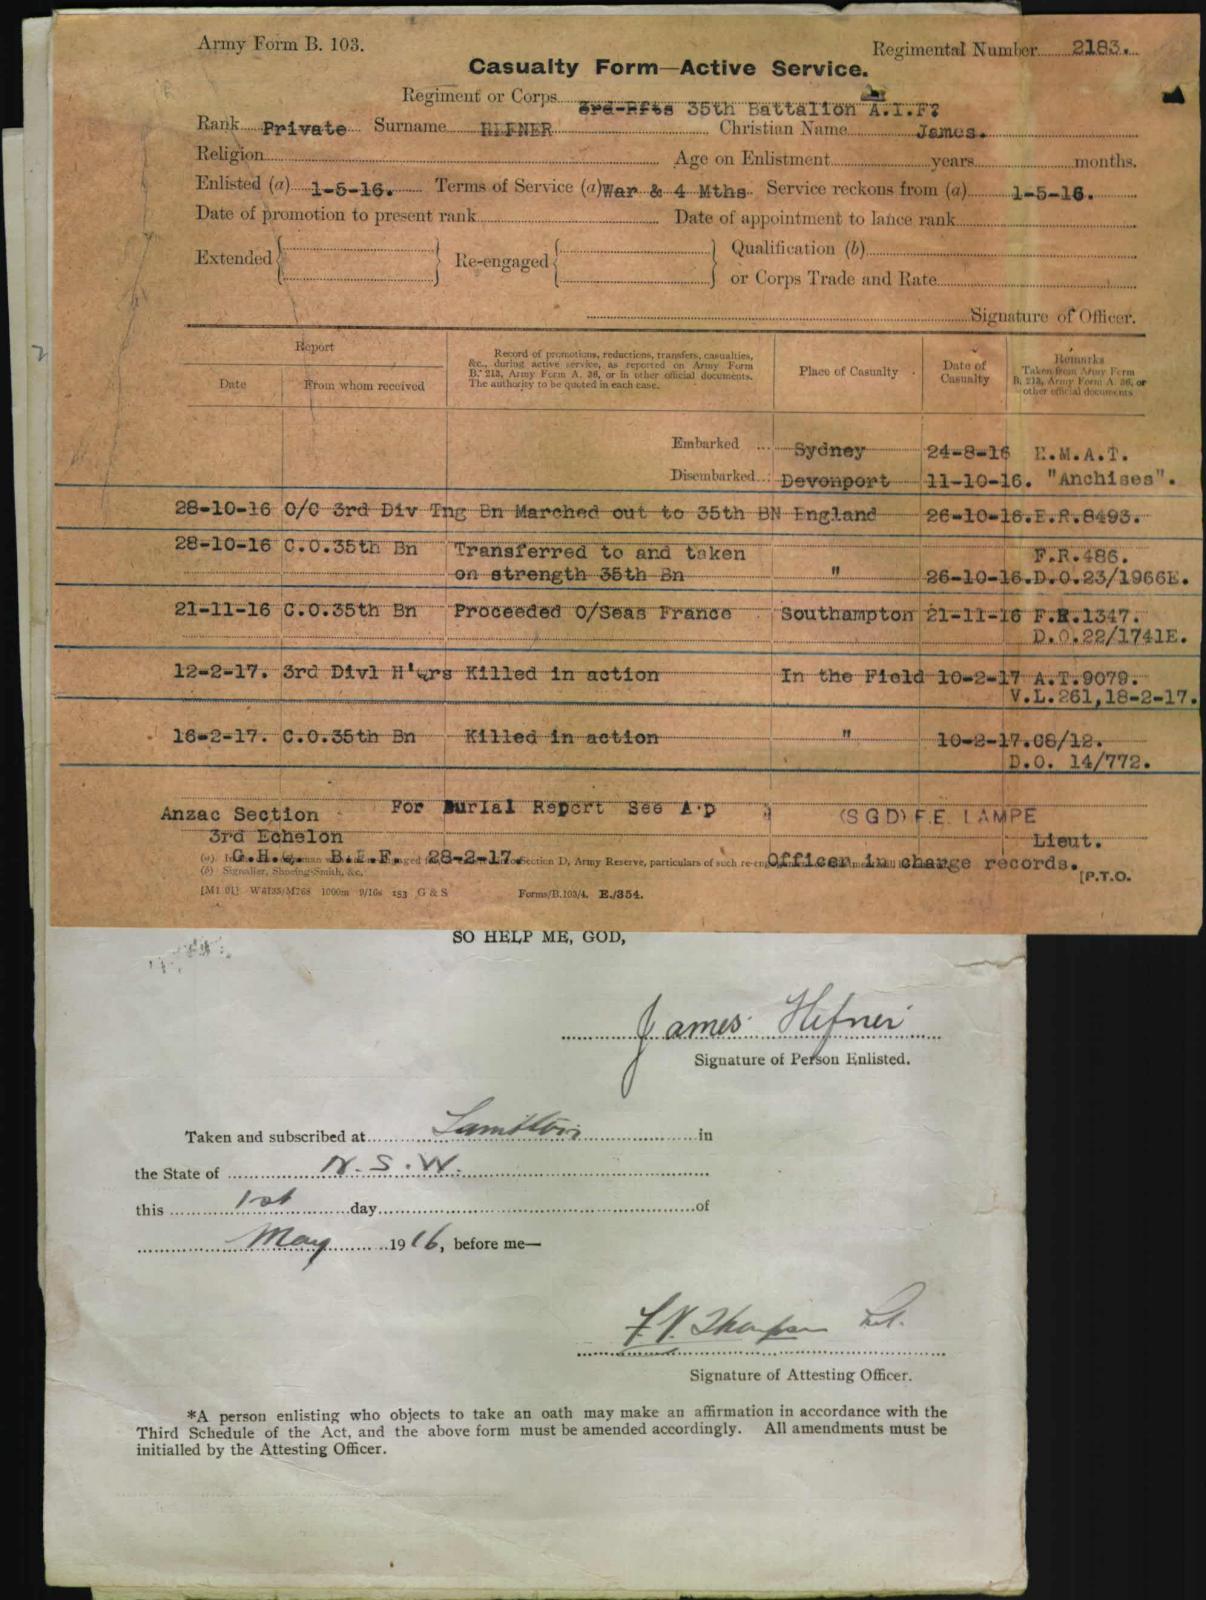 Army Form B. 103.
Regimental Number 2183.
Casualty Form—Active Service.
Regiment or Corps 3rd Rfts 35th Battalion A.I.F.
Rank Private Surname HEFNER Christian Name James.
Religion Age on Enlistment years months.
Enlisted (a) 1-5-16. Terms of Service (a) War & 4 Mths Service reckons from (a) 1-5-16.
Date of promotion to present rank Date of appointment to lance rank
Extended Re-engaged Qualification (b)
or Corps Trade and Rate
Signature of Officer.
Report
Date From whom received
Record of promotions, reductions, transfers, casualties, &c., during active service, as reported on Army Form B. 213, Army Form A. 36, or in other official documents. The authority to be quoted in each case.
Place of Casualty
Date of Casualty
Remarks
Taken from Army Form B. 213, Army Form A. 36, or other official documents
Embarked ... Sydney 24-8-16 H.M.A.T.
Disembarked... Devonport 11-10-16. "Anchises".
28-10-16 O/C 3rd Div Tng Bn Marched out to 35th BN England 26-10-16. E.R.8493.
28-10-16 C.O.35th Bn Transferred to and taken F.R.486.
on strength 35th Bn " 26-10-16. D.O.23/1966E.
21-11-16 C.O.35th Bn Proceeded O/Seas France Southampton 21-11-16 F.R.1347.
D.O.22/1741E.
12-2-17. 3rd Divl H'qrs Killed in action In the Field 10-2-17 A.T.9079.
V.L.261,18-2-17.
16-2-17. C.O.35th Bn Killed in action " 10-2-17. C8/12.
D.O. 14/772.
For Burial Report See A.p
Anzac Section (SGD) F.E. LAMPE
3rd Echelon Lieut.
G.H.Q. B.E.F. 28-2-17. Officer in change records.
(b) Signaller, Shoeing-Smith, &c.
[P.T.O.
W8135/M768 1000m 9/16s 153 G & S Forms/B.103/4. E./354.
SO HELP ME, GOD,
James Hefner
Signature of Person Enlisted.
Taken and subscribed at Lambton in
the State of N.S.W.
this 1st day of
May 1916, before me—
Thompson Lt.
Signature of Attesting Officer.
*A person enlisting who objects to take an oath may make an affirmation in accordance with the
Third Schedule of the Act, and the above form must be amended accordingly. All amendments must be
initialled by the Attesting Officer.